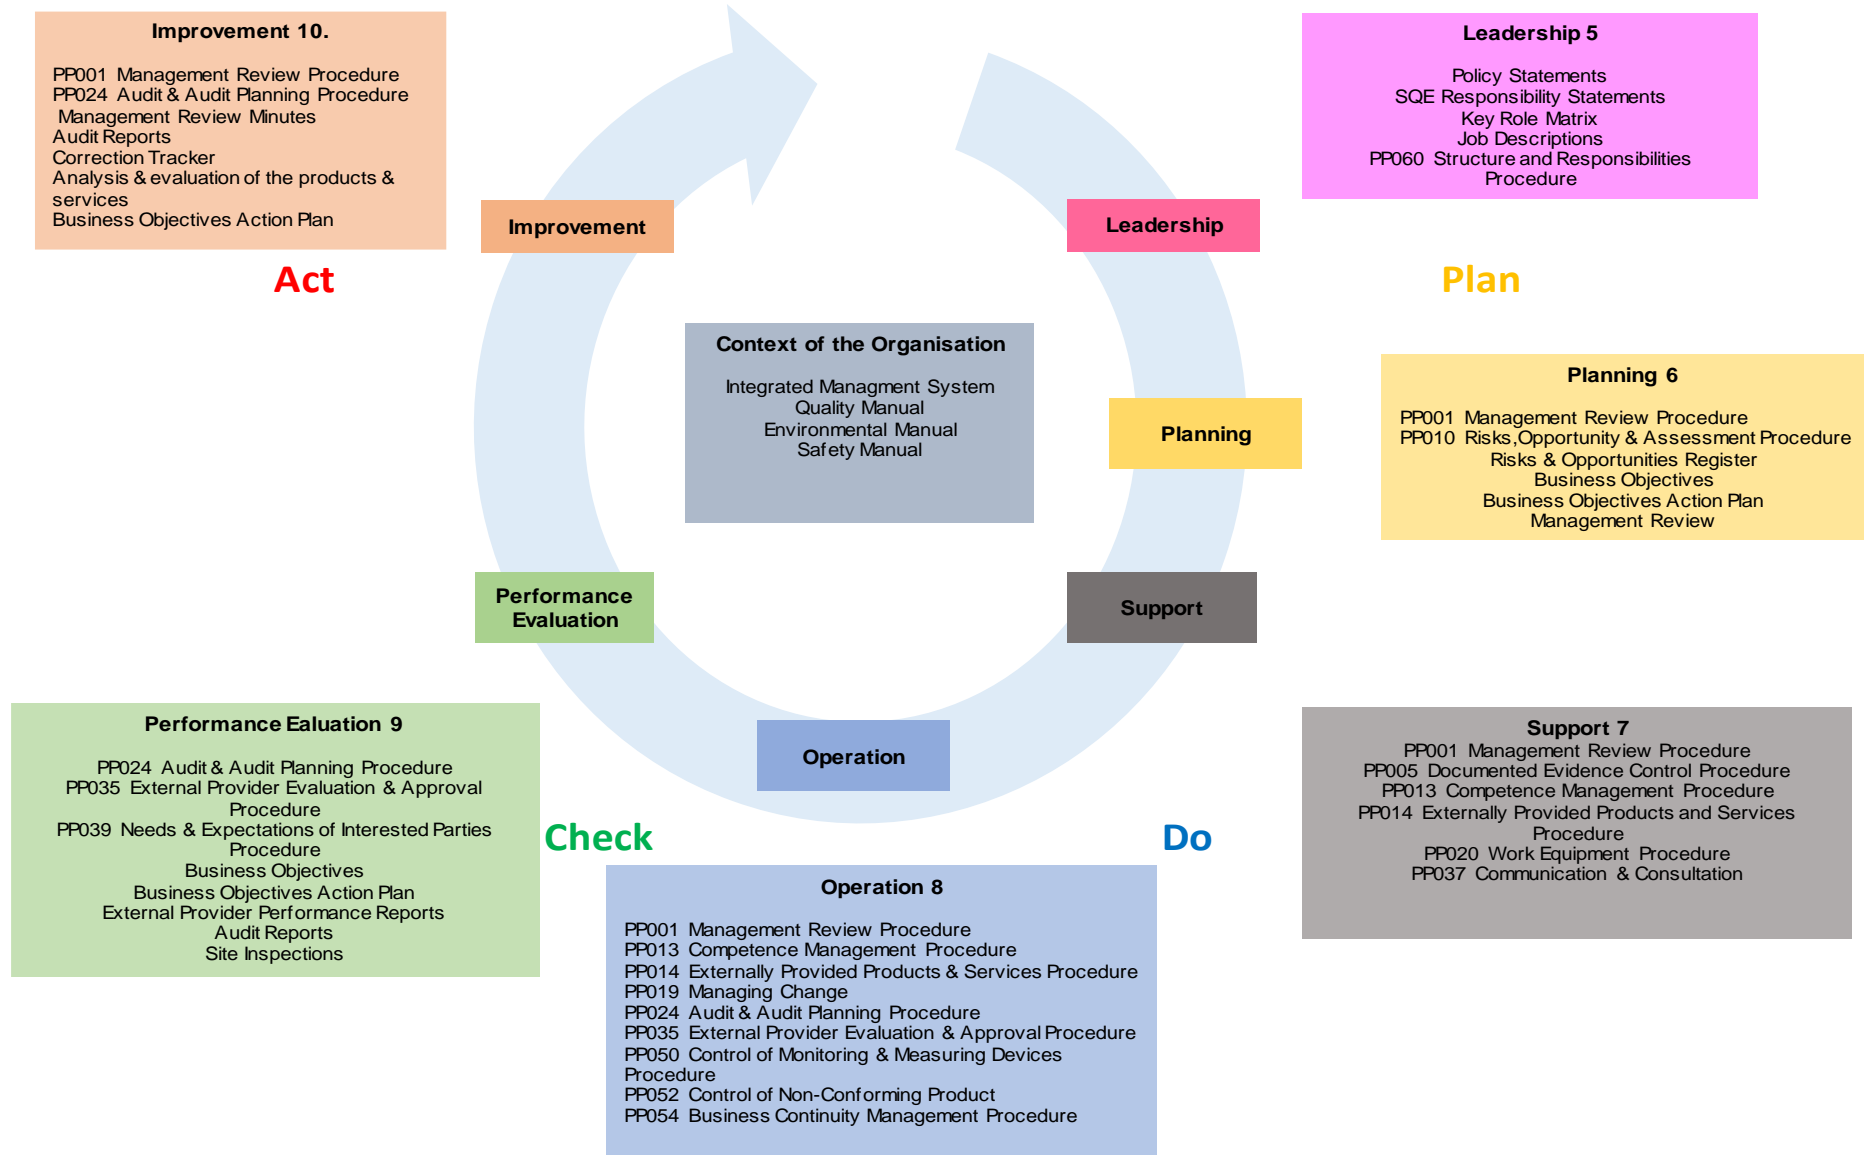 Improvement 10.
PP001 Management Review Procedure
PP024 Audit & Audit Planning Procedure
Management Review Minutes
Audit Reports
Correction Tracker
Analysis & evaluation of the products &
services
Business Objectives Action Plan
Leadership 5
Policy Statements
SQE Responsibility Statements
Key Role Matrix
Job Descriptions
PP060 Structure and Responsibilities
Procedure
Improvement
Leadership
Act
Plan
Context of the Organisation
Integrated Managment System
Quality Manual
Environmental Manual
Safety Manual
Planning
Planning 6
PP001 Management Review Procedure
PP010 Risks,Opportunity & Assessment Procedure
Risks & Opportunities Register
Business Objectives
Business Objectives Action Plan
Management Review
Performance
Evaluation
Support
Operation
Performance Ealuation 9
PP024 Audit & Audit Planning Procedure
PP035 External Provider Evaluation & Approval
Procedure
PP039 Needs & Expectations of Interested Parties
Procedure
Business Objectives
Business Objectives Action Plan
External Provider Performance Reports
Audit Reports
Site Inspections
Check
Do
Support 7
PP001 Management Review Procedure
PP005 Documented Evidence Control Procedure
PP013 Competence Management Procedure
PP014 Externally Provided Products and Services
Procedure
PP020 Work Equipment Procedure
PP037 Communication & Consultation
Operation 8
PP001 Management Review Procedure
PP013 Competence Management Procedure
PP014 Externally Provided Products & Services Procedure
PP019 Managing Change
PP024 Audit & Audit Planning Procedure
PP035 External Provider Evaluation & Approval Procedure
PP050 Control of Monitoring & Measuring Devices
Procedure
PP052 Control of Non-Conforming Product
PP054 Business Continuity Management Procedure